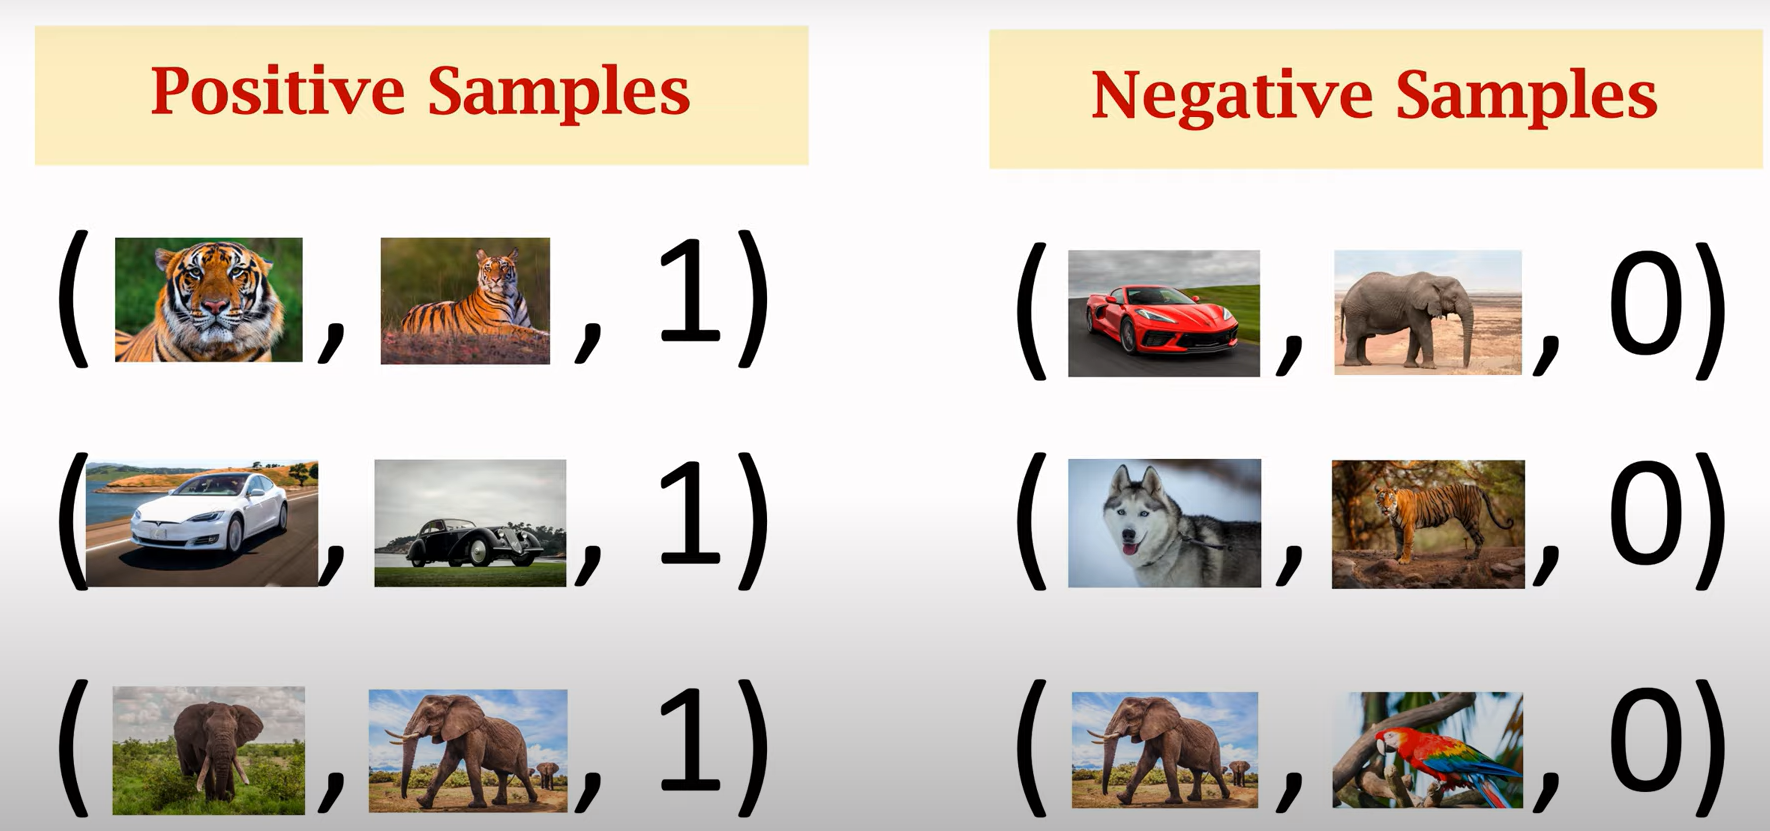 Positive Samples
( , , 1)
( , , 1)
( , , 1)
Negative Samples
( , , 0)
( , , 0)
( , , 0)